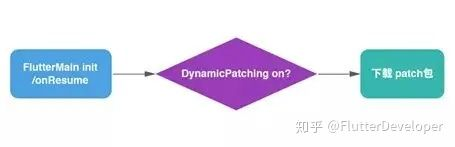 FlutterMain init
/onResume
DynamicPatching on?
下载 patch包
知乎 @FlutterDeveloper